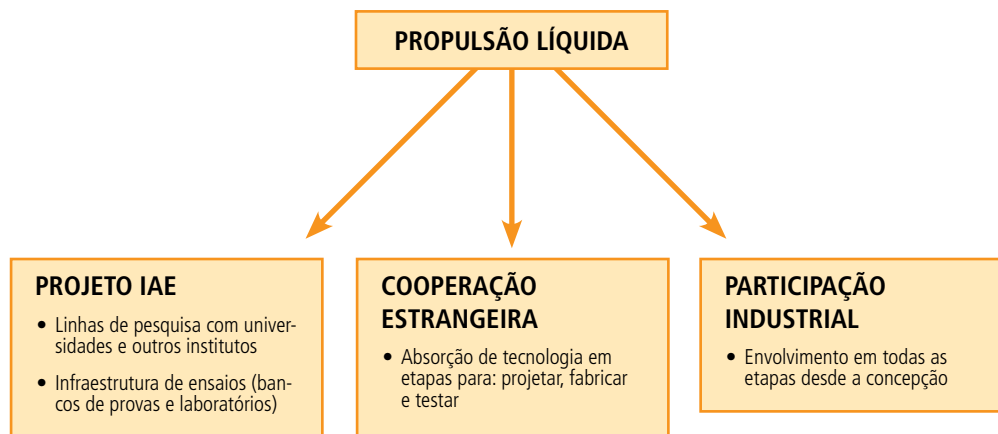 PROPULSÃO LÍQUIDA
PROJETO IAE
• Linhas de pesquisa com univer-
sidades e outros institutos
• Infraestrutura de ensaios (ban-
cos de provas e laboratórios)
COOPERAÇÃO
ESTRANGEIRA
• Absorção de tecnologia em
etapas para: projetar, fabricar
e testar
PARTICIPAÇÃO
INDUSTRIAL
• Envolvimento em todas as
etapas desde a concepção